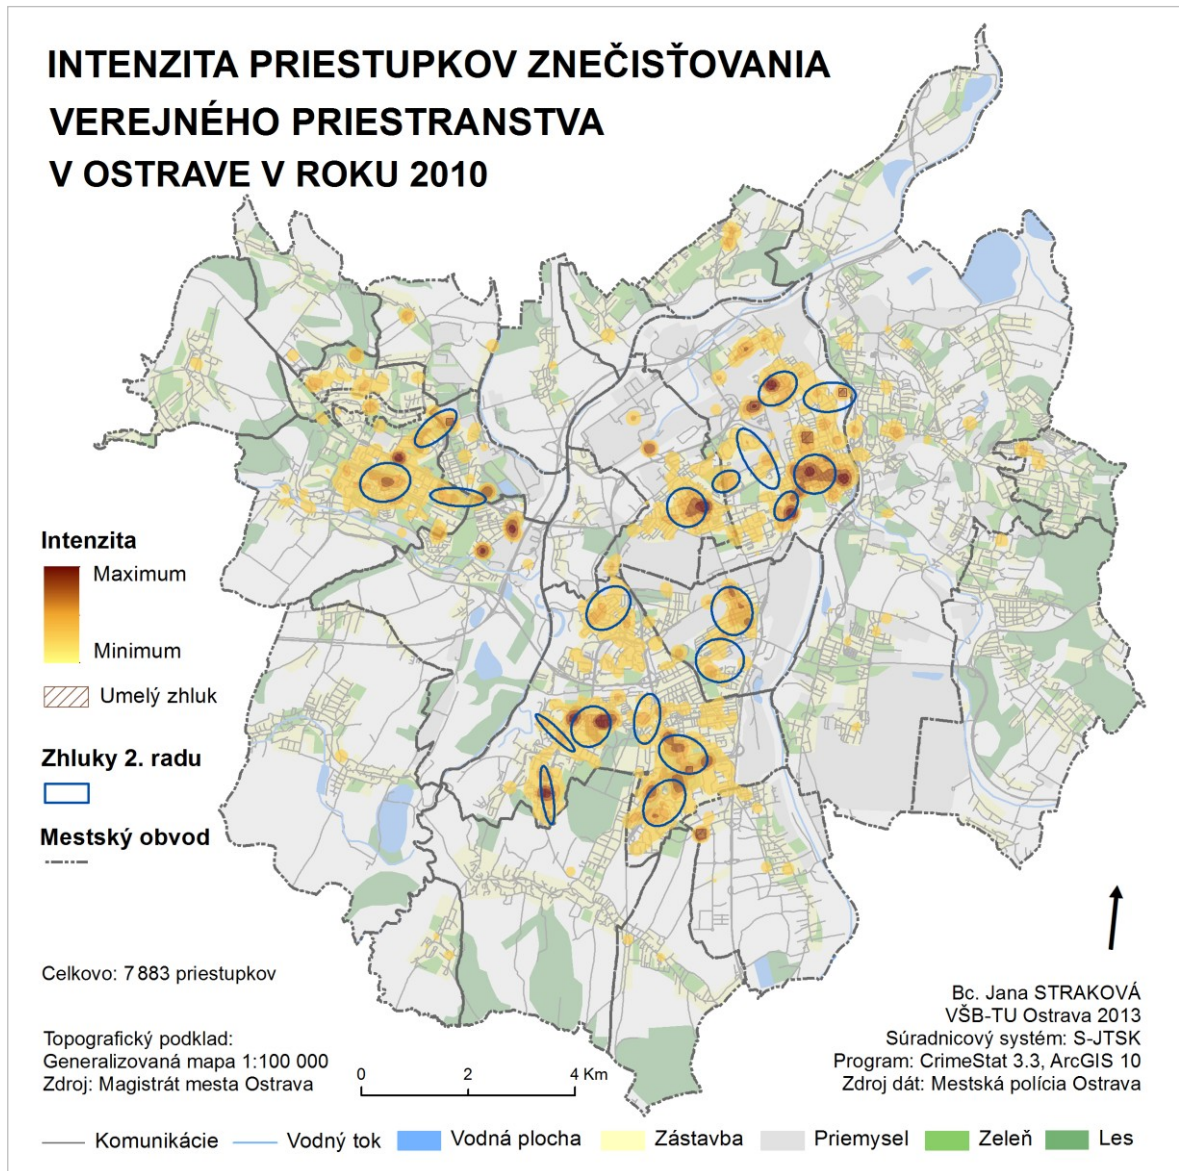 INTENZITA PRIESTUPKOV ZNEČISŤOVANIA
VEREJNÉHO PRIESTRANSTVA
V OSTRAVE V ROKU 2010
Intenzita
Maximum
Minimum
Umelý zhluk
Zhluky 2. radu
Mestský obvod
Celkovo: 7 883 priestupkov
Topografický podklad:
Generalizovaná mapa 1:100 000
Zdroj: Magistrát mesta Ostrava
0 2 4 Km
Bc. Jana STRAKOVÁ
VŠB-TU Ostrava 2013
Súradnicový systém: S-JTSK
Program: CrimeStat 3.3, ArcGIS 10
Zdroj dát: Mestská polícia Ostrava
Komunikácie Vodný tok Vodná plocha Zástavba Priemysel Zeleň Les